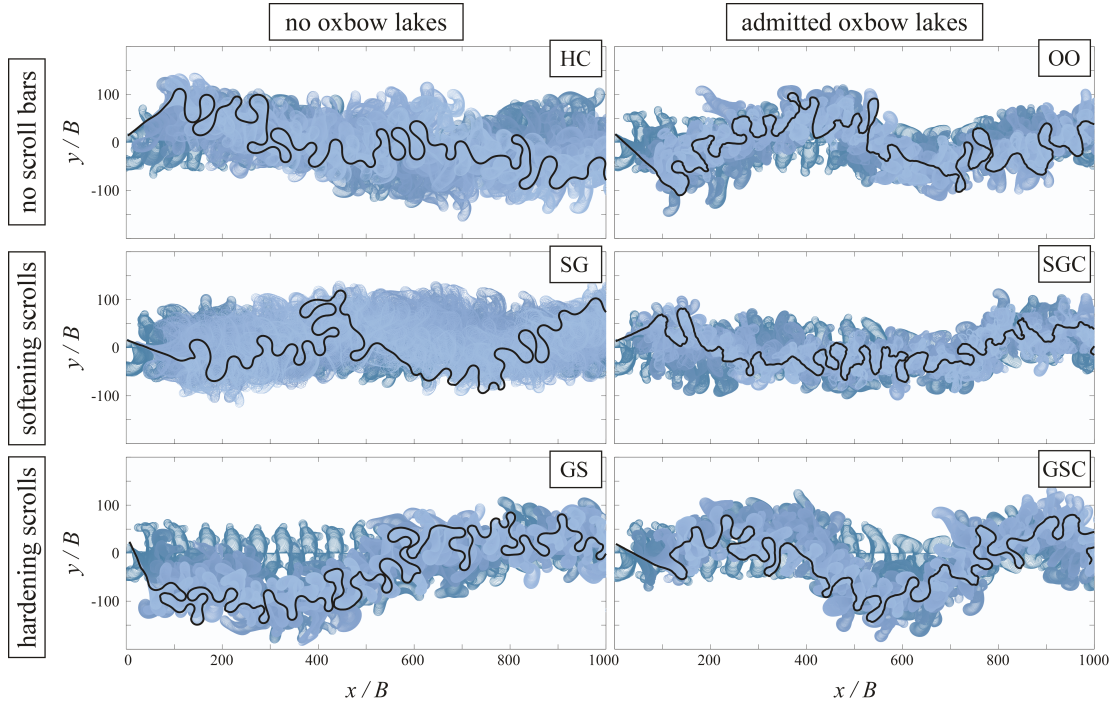 no oxbow lakes
admitted oxbow lakes
no scroll bars
y / B
100
0
-100
HC
OO
softening scrolls
y / B
100
0
-100
SG
SGC
hardening scrolls
y / B
100
0
-100
GS
GSC
0 200 400 600 800 1000
200 400 600 800 1000
x / B
x / B